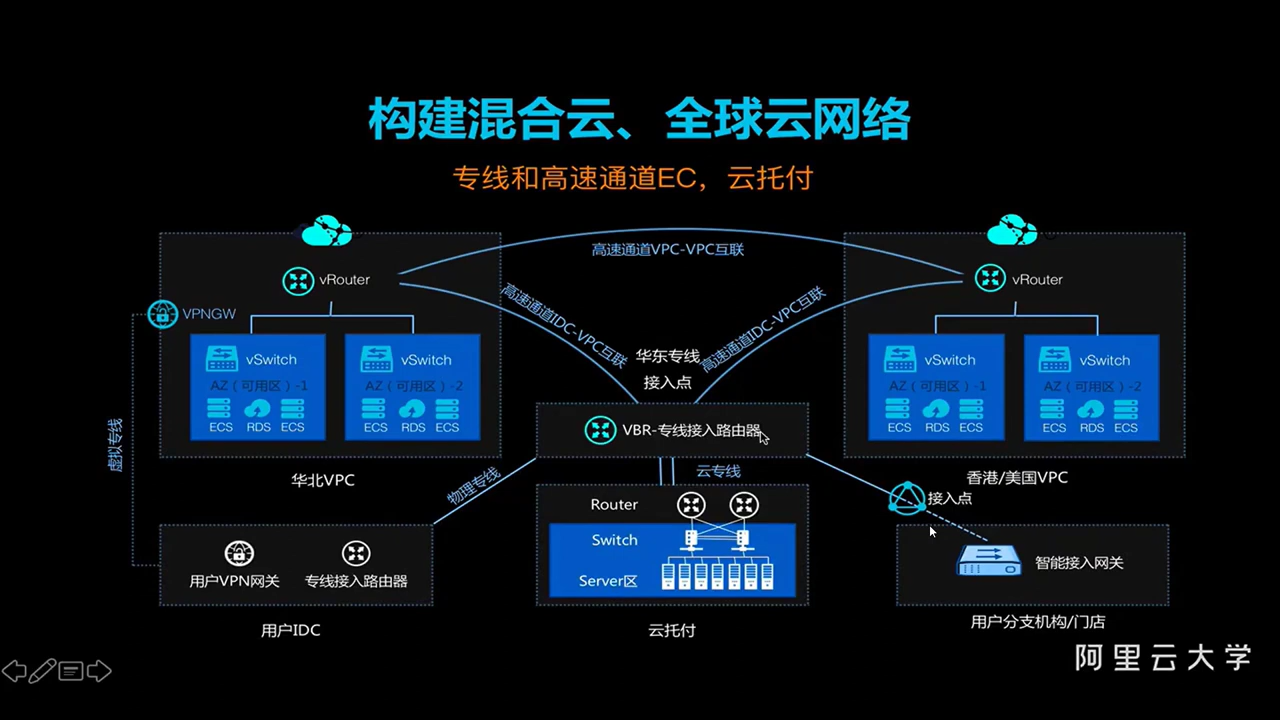 构建混合云、全球云网络
专线和高速通道EC，云托付
高速通道VPC-VPC互联
vRouter
vRouter
VPNGW
高速通道IDC-VPC互联
高速通道IDC-VPC互联
华东专线
接入点
vSwitch
AZ（可用区）-1
ECS RDS ECS
vSwitch
AZ（可用区）-2
ECS RDS ECS
vSwitch
AZ（可用区）-1
ECS RDS ECS
vSwitch
AZ（可用区）-2
ECS RDS ECS
虚拟专线
VBR-专线接入路由器
华北VPC
香港/美国VPC
物理专线
云专线
接入点
Router
Switch
Server区
用户VPN网关
专线接入路由器
智能接入网关
用户IDC
云托付
用户分支机构/门店
阿里云大学